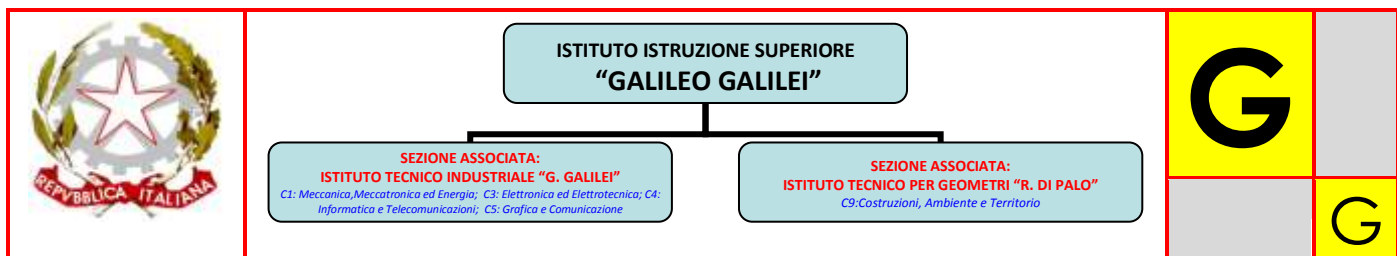 REPVBBLICA ITALIANA
ISTITUTO ISTRUZIONE SUPERIORE
“GALILEO GALILEI”
SEZIONE ASSOCIATA:
ISTITUTO TECNICO INDUSTRIALE “G. GALILEI”
C1: Meccanica,Meccatronica ed Energia;  C3: Elettronica ed Elettrotecnica; C4:
Informatica e Telecomunicazioni;  C5: Grafica e Comunicazione
SEZIONE ASSOCIATA:
ISTITUTO TECNICO PER GEOMETRI “R. DI PALO”
C9:Costruzioni, Ambiente e Territorio
G
G